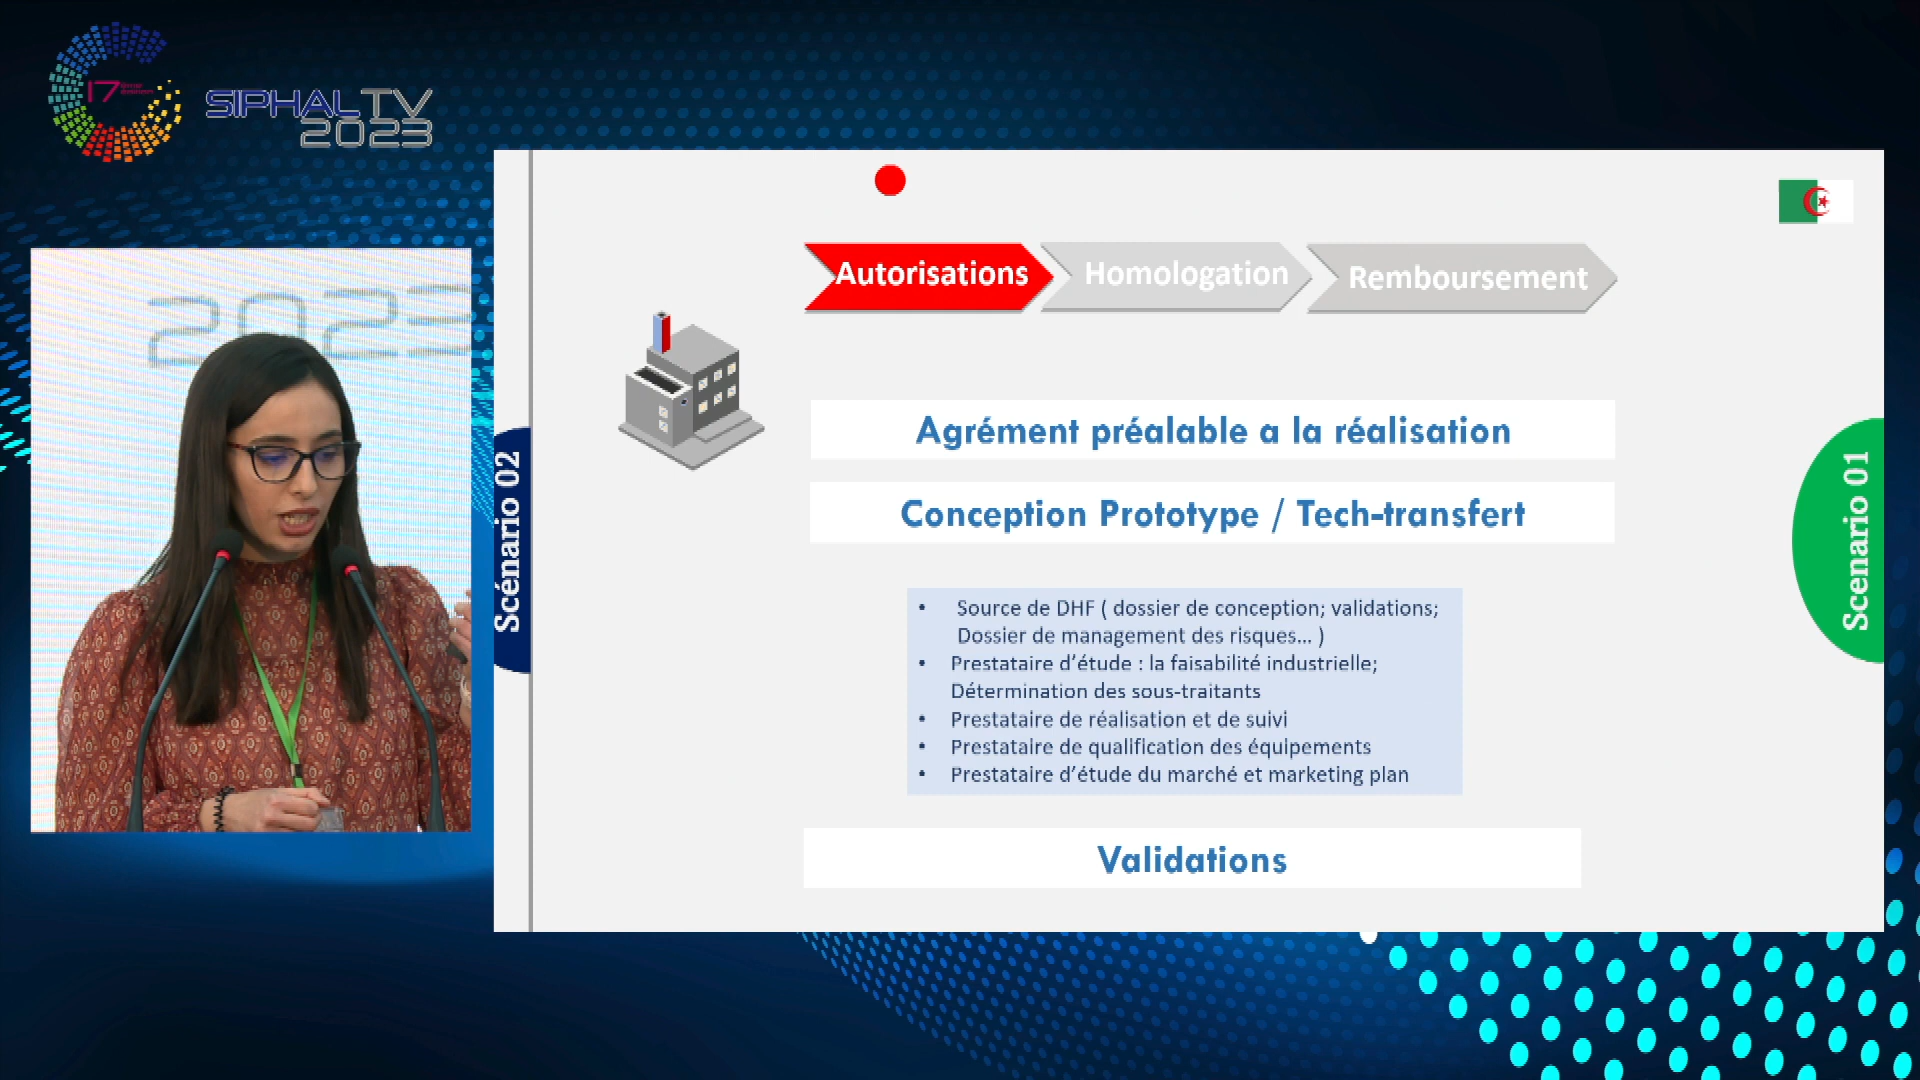 17
SIPHAL TV
2023
2023
Autorisations
Homologation
Remboursement
Agrément préalable a la réalisation
Conception Prototype / Tech-transfert
• Source de DHF ( dossier de conception; validations;
Dossier de management des risques... )
• Prestataire d'étude : la faisabilité industrielle;
Détermination des sous-traitants
• Prestataire de réalisation et de suivi
• Prestataire de qualification des équipements
• Prestataire d'étude du marché et marketing plan
Validations
Scénario 02
Scenario 01